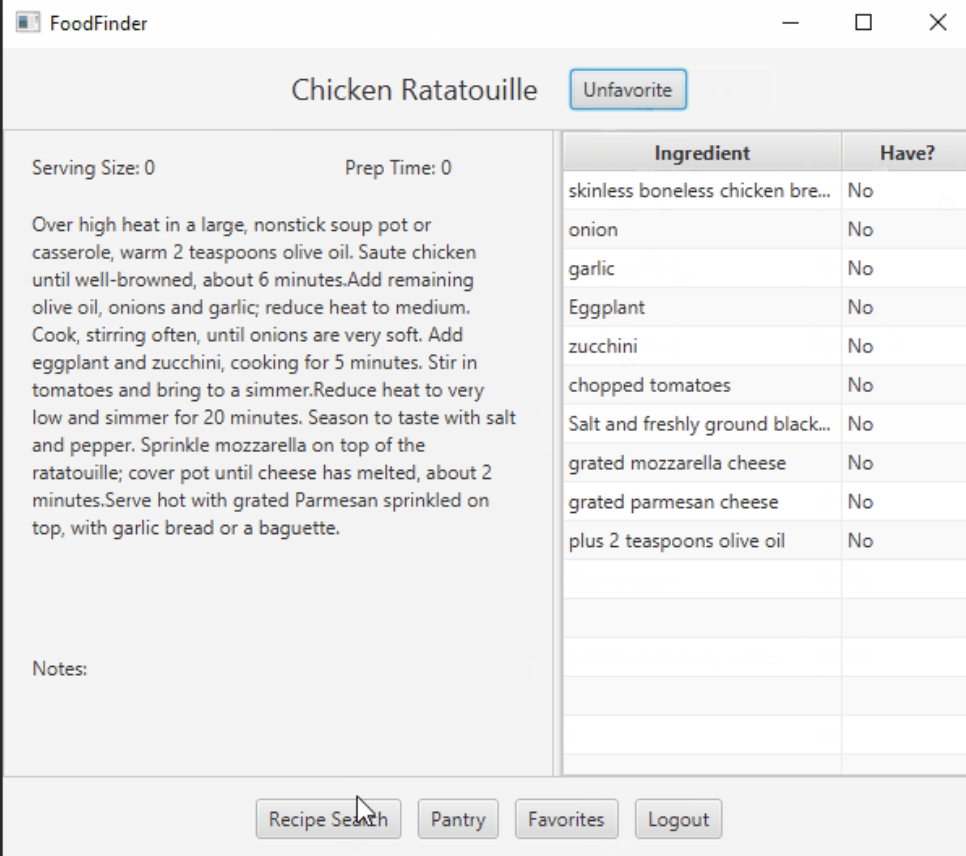 FoodFinder
Chicken Ratatouille
Unfavorite
Serving Size: 0
Prep Time: 0
Over high heat in a large, nonstick soup pot or
casserole, warm 2 teaspoons olive oil. Saute chicken
until well-browned, about 6 minutes.Add remaining
olive oil, onions and garlic; reduce heat to medium.
Cook, stirring often, until onions are very soft. Add
eggplant and zucchini, cooking for 5 minutes. Stir in
tomatoes and bring to a simmer.Reduce heat to very
low and simmer for 20 minutes. Season to taste with salt
and pepper. Sprinkle mozzarella on top of the
ratatouille; cover pot until cheese has melted, about 2
minutes.Serve hot with grated Parmesan sprinkled on
top, with garlic bread or a baguette.
Notes:
Ingredient Have?
skinless boneless chicken bre... No
onion No
garlic No
Eggplant No
zucchini No
chopped tomatoes No
Salt and freshly ground black... No
grated mozzarella cheese No
grated parmesan cheese No
plus 2 teaspoons olive oil No
Recipe Search Pantry Favorites Logout